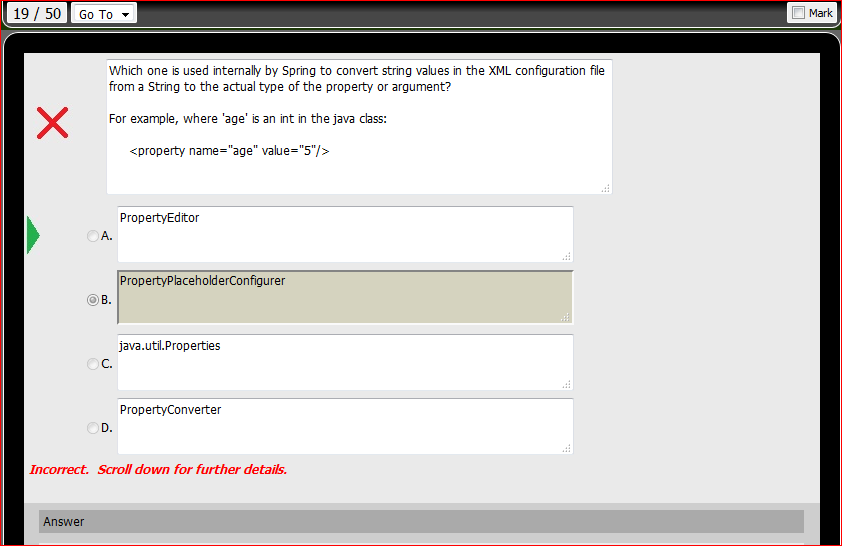 19 / 50 Go To Mark
Which one is used internally by Spring to convert string values in the XML configuration file
from a String to the actual type of the property or argument?
For example, where 'age' is an int in the java class:
<property name="age" value="5"/>
A. PropertyEditor
B. PropertyPlaceholderConfigurer
C. java.util.Properties
D. PropertyConverter
Incorrect. Scroll down for further details.
Answer